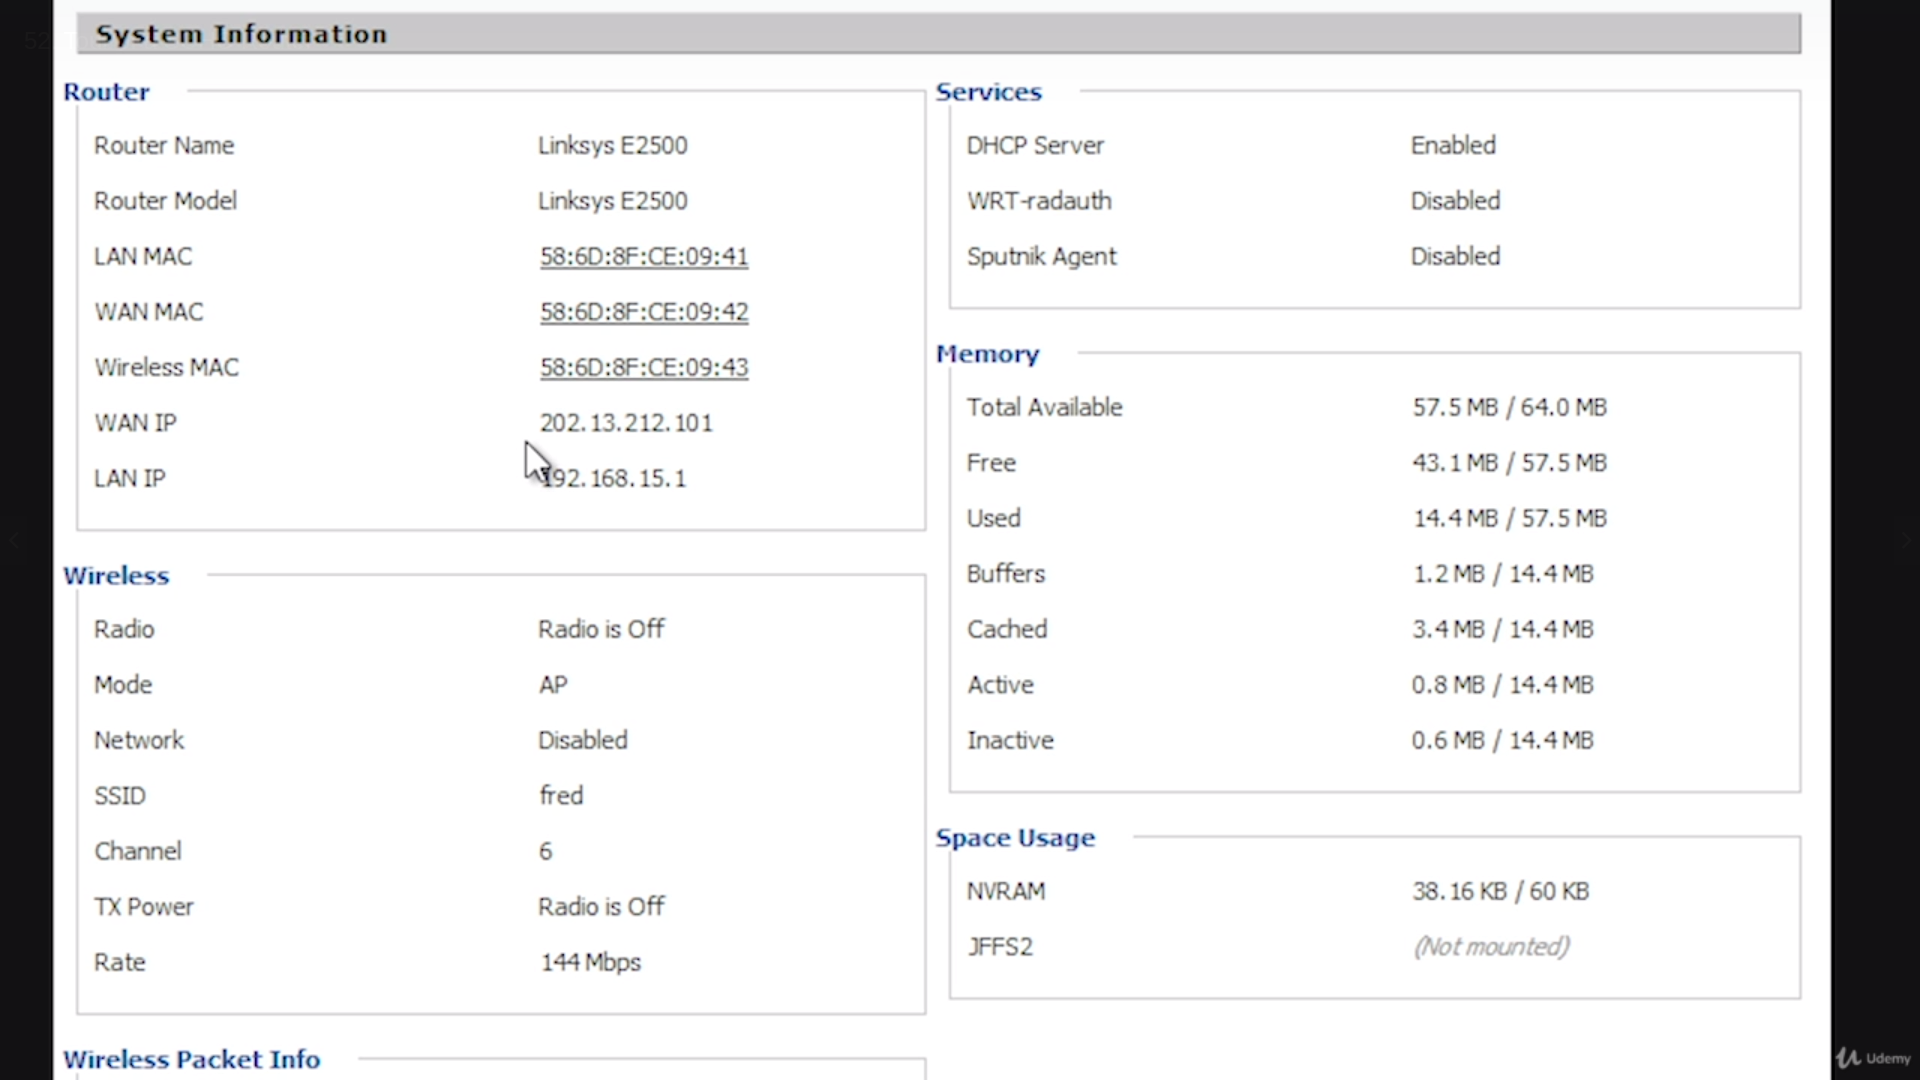 System Information
Router
Router Name Linksys E2500
Router Model Linksys E2500
LAN MAC 58:6D:8F:CE:09:41
WAN MAC 58:6D:8F:CE:09:42
Wireless MAC 58:6D:8F:CE:09:43
WAN IP 202.13.212.101
LAN IP 192.168.15.1
Wireless
Radio Radio is Off
Mode AP
Network Disabled
SSID fred
Channel 6
TX Power Radio is Off
Rate 144 Mbps
Wireless Packet Info
Services
DHCP Server Enabled
WRT-radauth Disabled
Sputnik Agent Disabled
Memory
Total Available 57.5 MB / 64.0 MB
Free 43.1 MB / 57.5 MB
Used 14.4 MB / 57.5 MB
Buffers 1.2 MB / 14.4 MB
Cached 3.4 MB / 14.4 MB
Active 0.8 MB / 14.4 MB
Inactive 0.6 MB / 14.4 MB
Space Usage
NVRAM 38.16 KB / 60 KB
JFFS2 (Not mounted)
Udemy